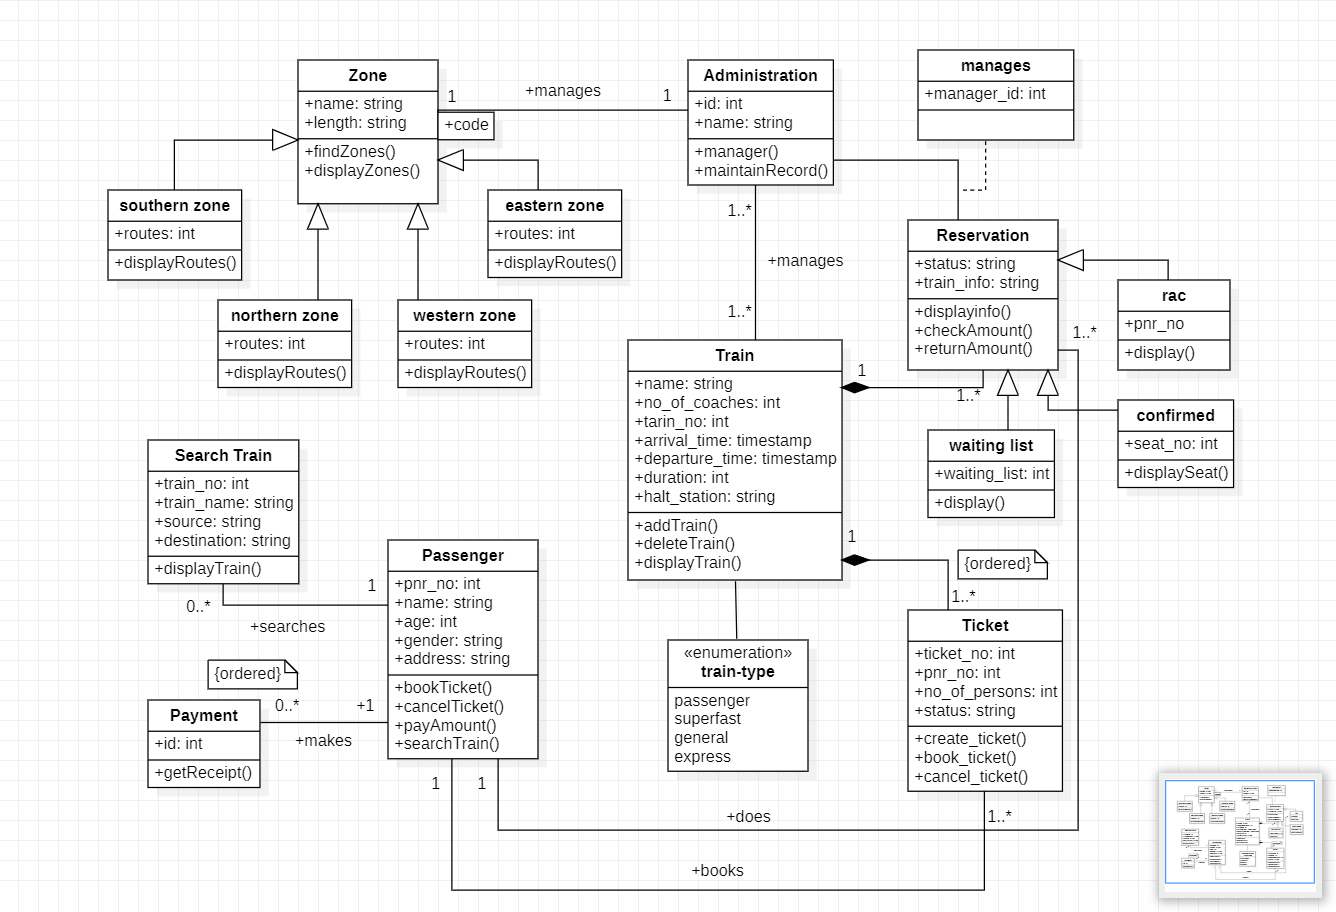 Zone
+name: string
+length: string
+findZones()
+displayZones()
1
+manages
1
+code
Administration
+id: int
+name: string
+manager()
+maintainRecord()
manages
+manager_id: int
southern zone
+routes: int
+displayRoutes()
eastern zone
+routes: int
+displayRoutes()
northern zone
+routes: int
+displayRoutes()
western zone
+routes: int
+displayRoutes()
1..*
+manages
1..*
Reservation
+status: string
+train_info: string
+displayinfo()
+checkAmount()
+returnAmount()
rac
+pnr_no
+display()
1..*
Train
+name: string
+no_of_coaches: int
+tarin_no: int
+arrival_time: timestamp
+departure_time: timestamp
+duration: int
+halt_station: string
+addTrain()
+deleteTrain()
+displayTrain()
1
1..*
waiting list
+waiting_list: int
+display()
confirmed
+seat_no: int
+displaySeat()
Search Train
+train_no: int
+train_name: string
+source: string
+destination: string
+displayTrain()
0..*
1
+searches
Passenger
+pnr_no: int
+name: string
+age: int
+gender: string
+address: string
+bookTicket()
+cancelTicket()
+payAmount()
+searchTrain()
1
{ordered}
1..*
Ticket
+ticket_no: int
+pnr_no: int
+no_of_persons: int
+status: string
+create_ticket()
+book_ticket()
+cancel_ticket()
«enumeration»
train-type
passenger
superfast
general
express
{ordered}
0..*
+1
+makes
Payment
+id: int
+getReceipt()
1
1
+does
1..*
+books